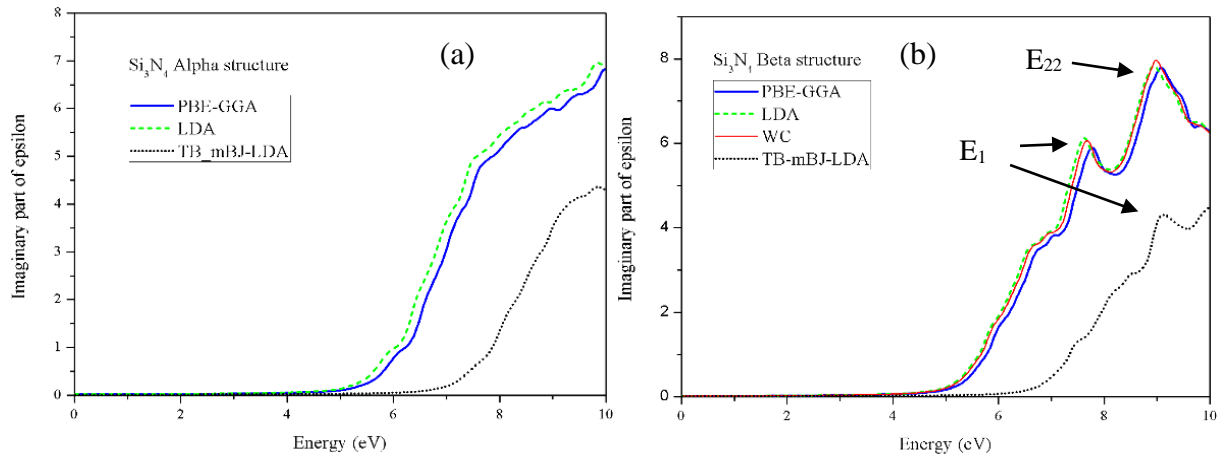 8
7
6
5
4
3
2
1
0
Imaginary part of epsilon
(a)
Si₃N₄ Alpha structure
PBE-GGA
LDA
TB_mBJ-LDA
0 2 4 6 8 10
Energy (eV)
8
6
4
2
0
Imaginary part of epsilon
(b)
Si₃N₄ Beta structure
PBE-GGA
LDA
WC
TB-mBJ-LDA
E₂₂
E₁
0 2 4 6 8 10
Energy (eV)